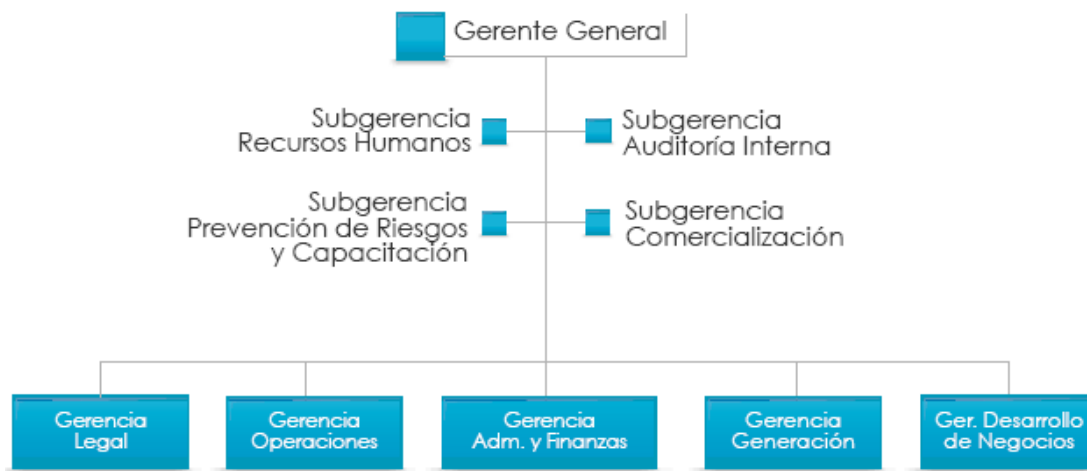 Gerente General
Subgerencia
Recursos Humanos
Subgerencia
Auditoría Interna
Subgerencia
Prevención de Riesgos
y Capacitación
Subgerencia
Comercialización
Gerencia
Legal
Gerencia
Operaciones
Gerencia
Adm. y Finanzas
Gerencia
Generación
Ger. Desarrollo
de Negocios